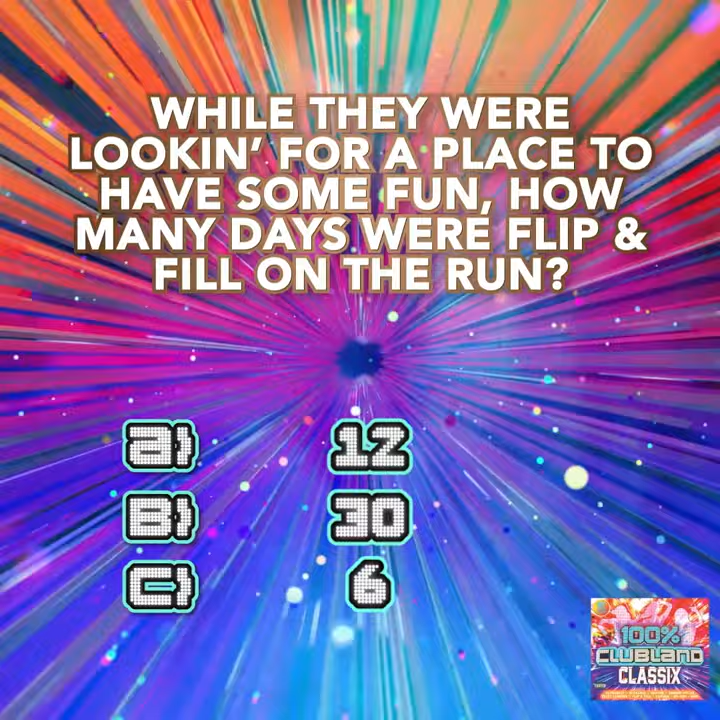 WHILE THEY WERE
LOOKIN' FOR A PLACE TO
HAVE SOME FUN, HOW
MANY DAYS WERE FLIP &
FILL ON THE RUN?
A) 12
B) 30
C) 6
100%
CLUBLAND
CLASSIX